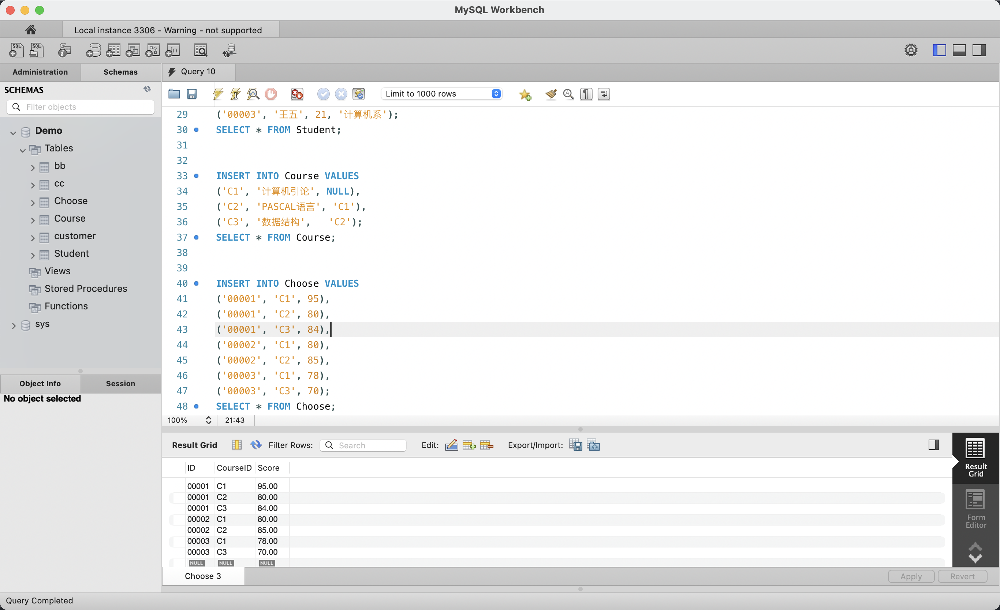 MySQL Workbench
Local instance 3306 - Warning - not supported
Administration
Schemas
Query 10
SCHEMAS
Filter objects
Demo
Tables
bb
cc
Choose
Course
customer
Student
Views
Stored Procedures
Functions
sys
Object Info
Session
No object selected
Limit to 1000 rows
29 ('00003', '王五', 21, '计算机系');
30 SELECT * FROM Student;
31
32
33 INSERT INTO Course VALUES
34 ('C1', '计算机引论', NULL),
35 ('C2', 'PASCAL语言', 'C1'),
36 ('C3', '数据结构',   'C2');
37 SELECT * FROM Course;
38
39
40 INSERT INTO Choose VALUES
41 ('00001', 'C1', 95),
42 ('00001', 'C2', 80),
43 ('00001', 'C3', 84),
44 ('00002', 'C1', 80),
45 ('00002', 'C2', 85),
46 ('00003', 'C1', 78),
47 ('00003', 'C3', 70);
48 SELECT * FROM Choose;
100% 21:43
Result Grid Filter Rows: Search Edit: Export/Import:
ID CourseID Score
00001 C1 95.00
00001 C2 80.00
00001 C3 84.00
00002 C1 80.00
00002 C2 85.00
00003 C1 78.00
00003 C3 70.00
NULL NULL NULL
Result
Grid
Form
Editor
Choose 3
Apply
Revert
Query Completed